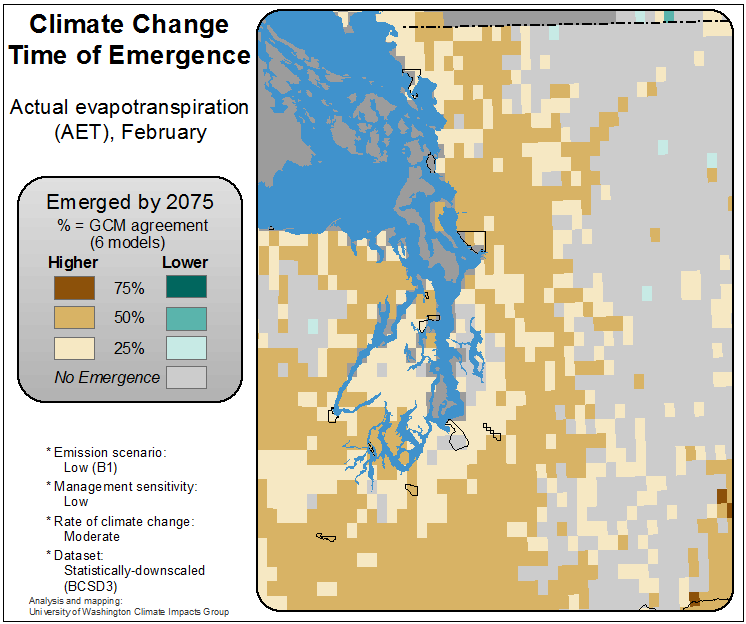 Climate Change
Time of Emergence
Actual evapotranspiration
(AET), February
Emerged by 2075
% = GCM agreement
(6 models)
Higher Lower
75%
50%
25%
No Emergence
* Emission scenario:
Low (B1)
* Management sensitivity:
Low
* Rate of climate change:
Moderate
* Dataset:
Statistically-downscaled
(BCSD3)
Analysis and mapping:
University of Washington Climate Impacts Group